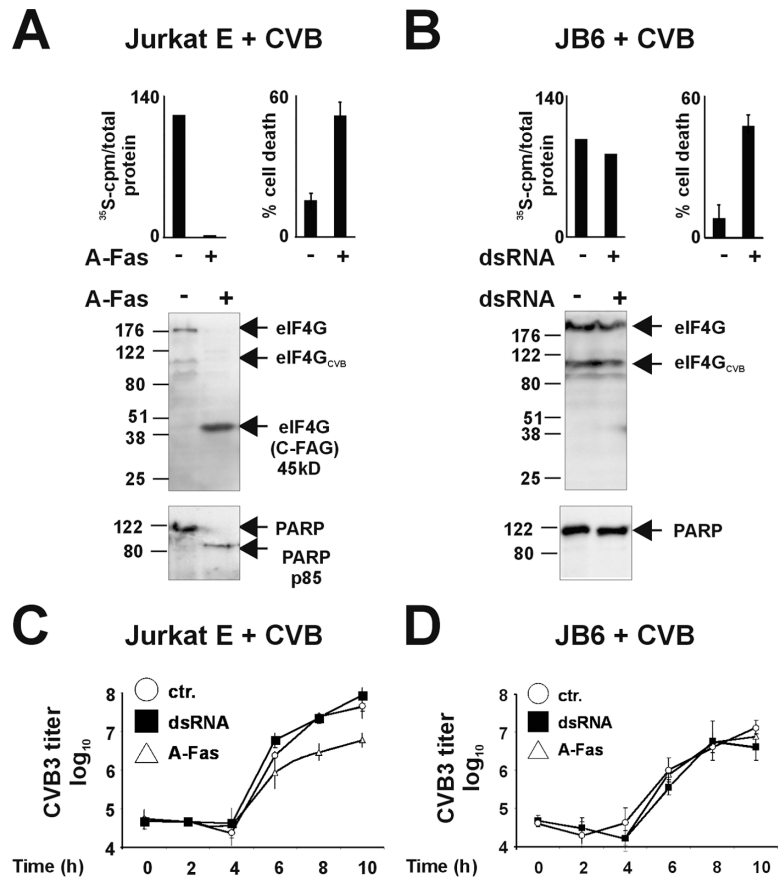 A
Jurkat E + CVB
140
0
35S-cpm/total
protein
60
0
% cell death
A-Fas - + - +
A-Fas - +
176
122
80
51
38
25
eIF4G
eIF4GCVB
eIF4G
(C-FAG)
45kD
122
80
PARP
PARP
p85
B
JB6 + CVB
140
0
35S-cpm/total
protein
60
0
% cell death
dsRNA - + - +
dsRNA - +
176
122
80
51
38
25
eIF4G
eIF4GCVB
122
80
PARP
C
Jurkat E + CVB
8
7
6
5
4
CVB3 titer
log10
ctr.
dsRNA
A-Fas
Time (h) 0 2 4 6 8 10
D
JB6 + CVB
8
7
6
5
4
CVB3 titer
log10
ctr.
dsRNA
A-Fas
Time (h) 0 2 4 6 8 10